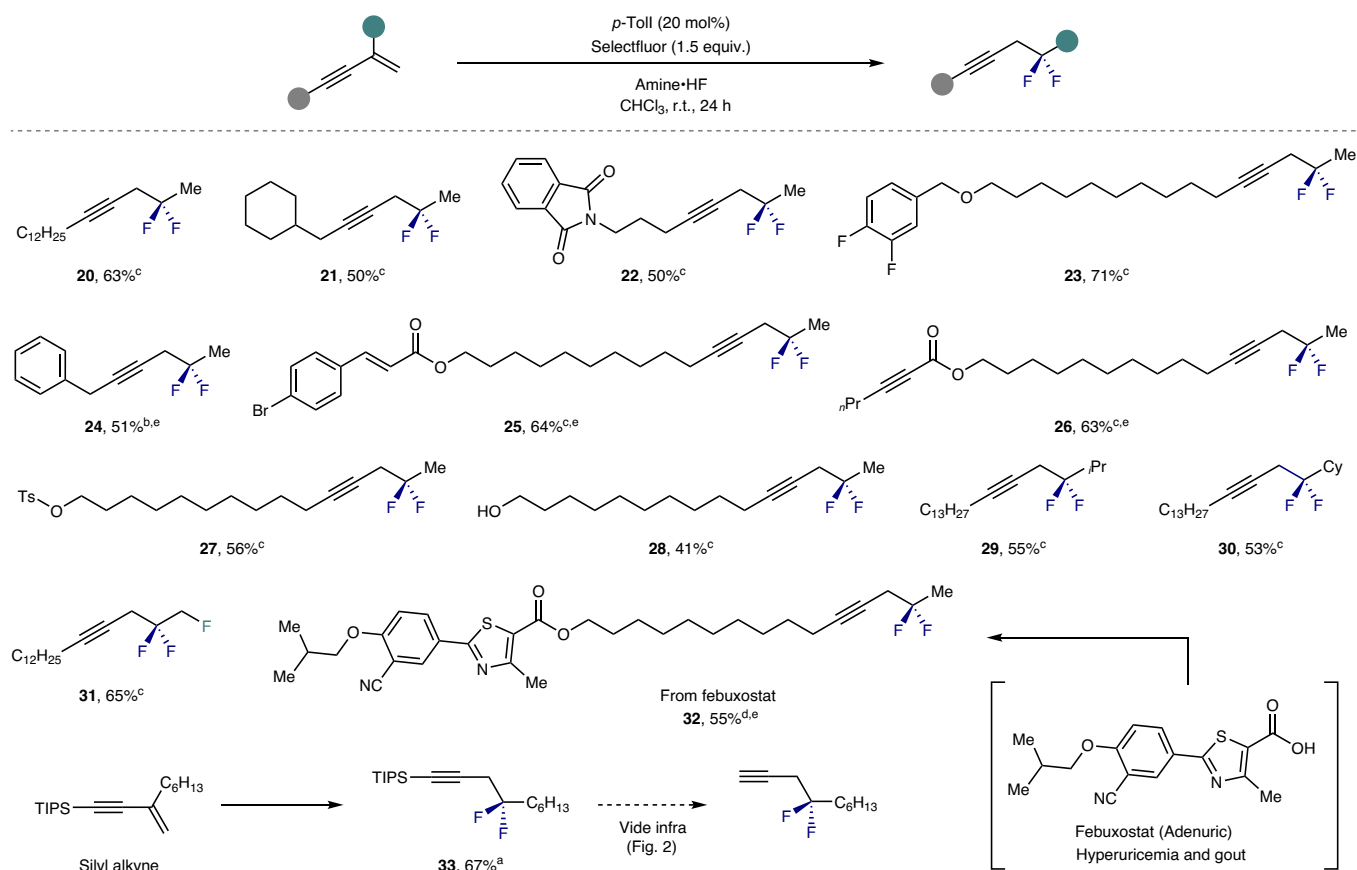 p-TolI (20 mol%)
Selectfluor (1.5 equiv.)
Amine•HF
CHCl3, r.t., 24 h
F F
Me
F F
C12H25
20, 63%c
Me
F F
21, 50%c
O
N
O
Me
F F
22, 50%c
F
F
O
Me
F F
23, 71%c
Me
F F
24, 51%b,e
Br
O
O
Me
F F
25, 64%c,e
nPr
O
O
Me
F F
26, 63%c,e
Ts
O
Me
F F
27, 56%c
HO
Me
F F
28, 41%c
C13H27
iPr
F F
29, 55%c
C13H27
Cy
F F
30, 53%c
C12H25
F
F F
31, 65%c
Me
Me
O
NC
S
N
Me
O
O
Me
F F
From febuxostat
32, 55%d,e
Me
Me
O
NC
S
N
Me
O
OH
Febuxostat (Adenuric)
Hyperuricemia and gout
TIPS
C6H13
Silyl alkyne
TIPS
F
F
C6H13
33, 67%a
Vide infra
(Fig. 2)
F
F
C6H13